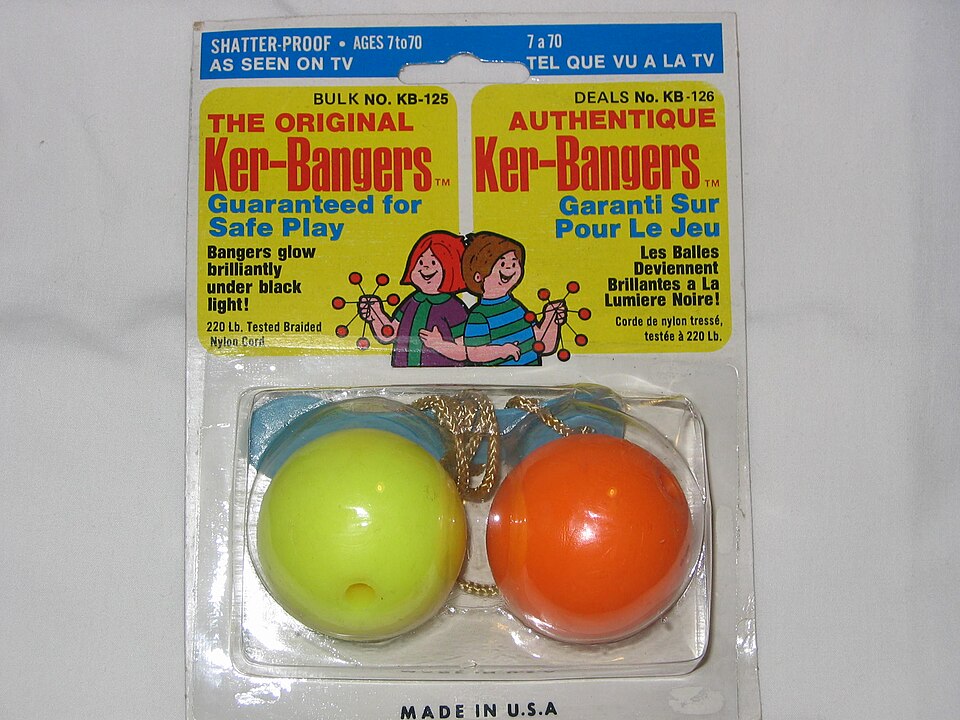 SHATTER-PROOF • AGES 7 to 70
AS SEEN ON TV
7 a 70
TEL QUE VU A LA TV
BULK NO. KB-125
THE ORIGINAL
Ker-Bangers™
Guaranteed for
Safe Play
Bangers glow
brilliantly
under black
light!
220 Lb. Tested Braided
Nylon Cord
DEALS No. KB-126
AUTHENTIQUE
Ker-Bangers™
Garanti Sur
Pour Le Jeu
Les Balles
Deviennent
Brillantes a La
Lumiere Noire!
Corde de nylon tressé,
testée à 220 Lb.
MADE IN U.S.A